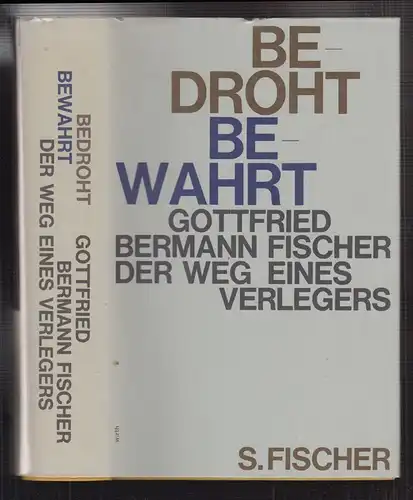 BE-
DROHT
BE-
WAHRT
GOTTFRIED
BERMANN FISCHER
DER WEG EINES
VERLEGERS
S. FISCHER
BEDROHT
BEWAHRT
GOTTFRIED
BERMANN FISCHER
DER WEG EINES VERLEGERS